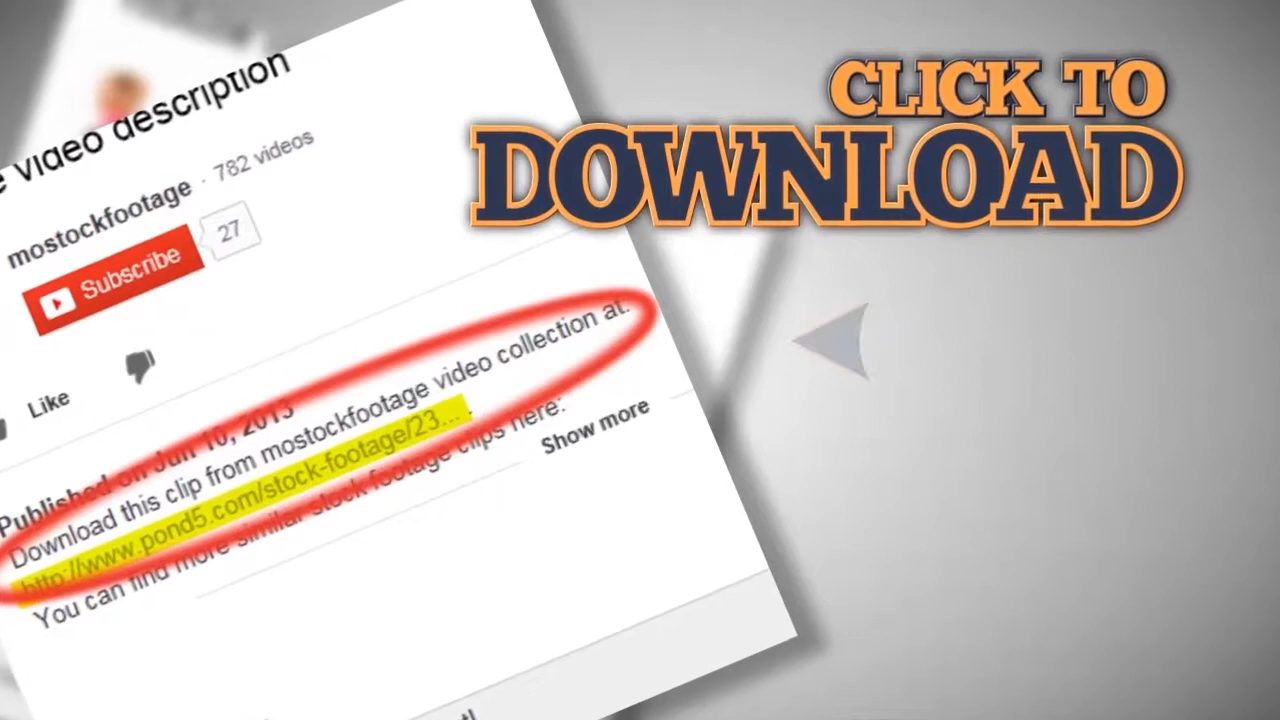 CLICK TO
DOWNLOAD
video description
mostockfootage · 782 videos
Subscribe
27
Like
Published on Jun 10, 2013
Download this clip from mostockfootage video collection at:
http://www.pond5.com/stock-footage/23...
You can find more similar stock footage clips here:
Show more